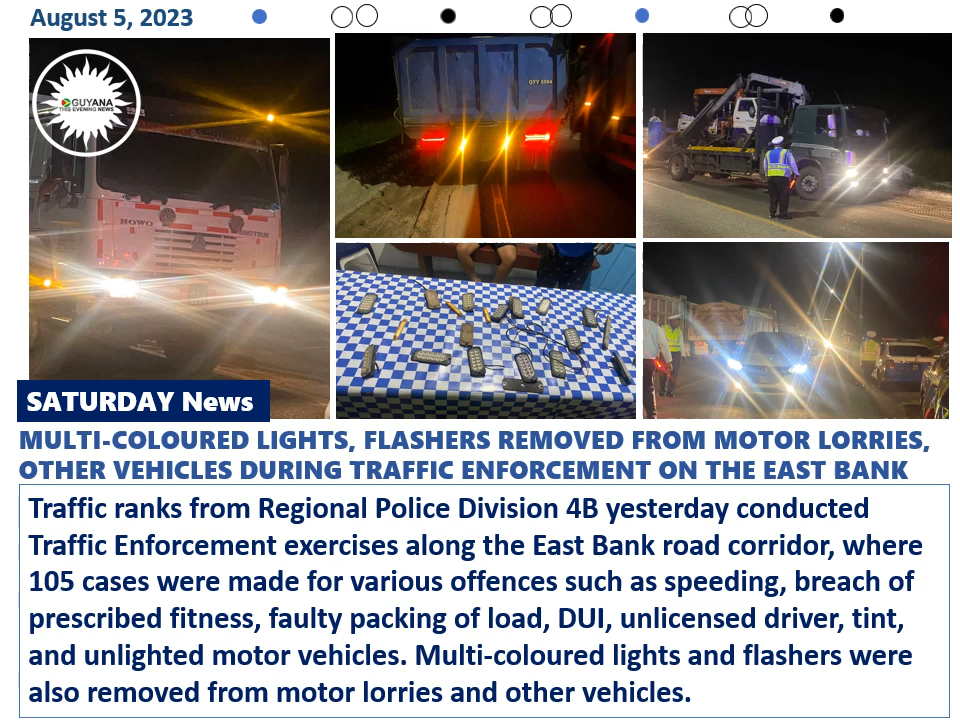 August 5, 2023
GUYANA
THIS EVENING NEWS
HOWO
SINOTRUK
GYY 5994
SATURDAY News
MULTI-COLOURED LIGHTS, FLASHERS REMOVED FROM MOTOR LORRIES,
OTHER VEHICLES DURING TRAFFIC ENFORCEMENT ON THE EAST BANK
Traffic ranks from Regional Police Division 4B yesterday conducted
Traffic Enforcement exercises along the East Bank road corridor, where
105 cases were made for various offences such as speeding, breach of
prescribed fitness, faulty packing of load, DUI, unlicensed driver, tint,
and unlighted motor vehicles. Multi-coloured lights and flashers were
also removed from motor lorries and other vehicles.